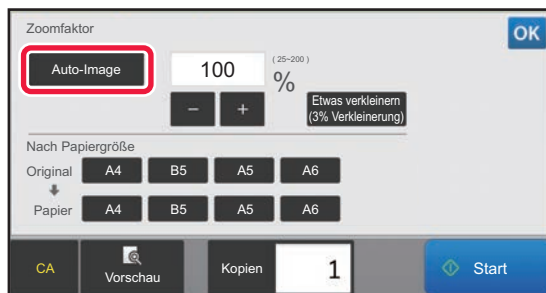 Zoomfaktor
OK
Auto-Image
100
(25~200)
%
− +
Etwas verkleinern
(3% Verkleinerung)
Nach Papiergröße
Original A4 B5 A5 A6
Papier A4 B5 A5 A6
CA Vorschau Kopien 1 Start